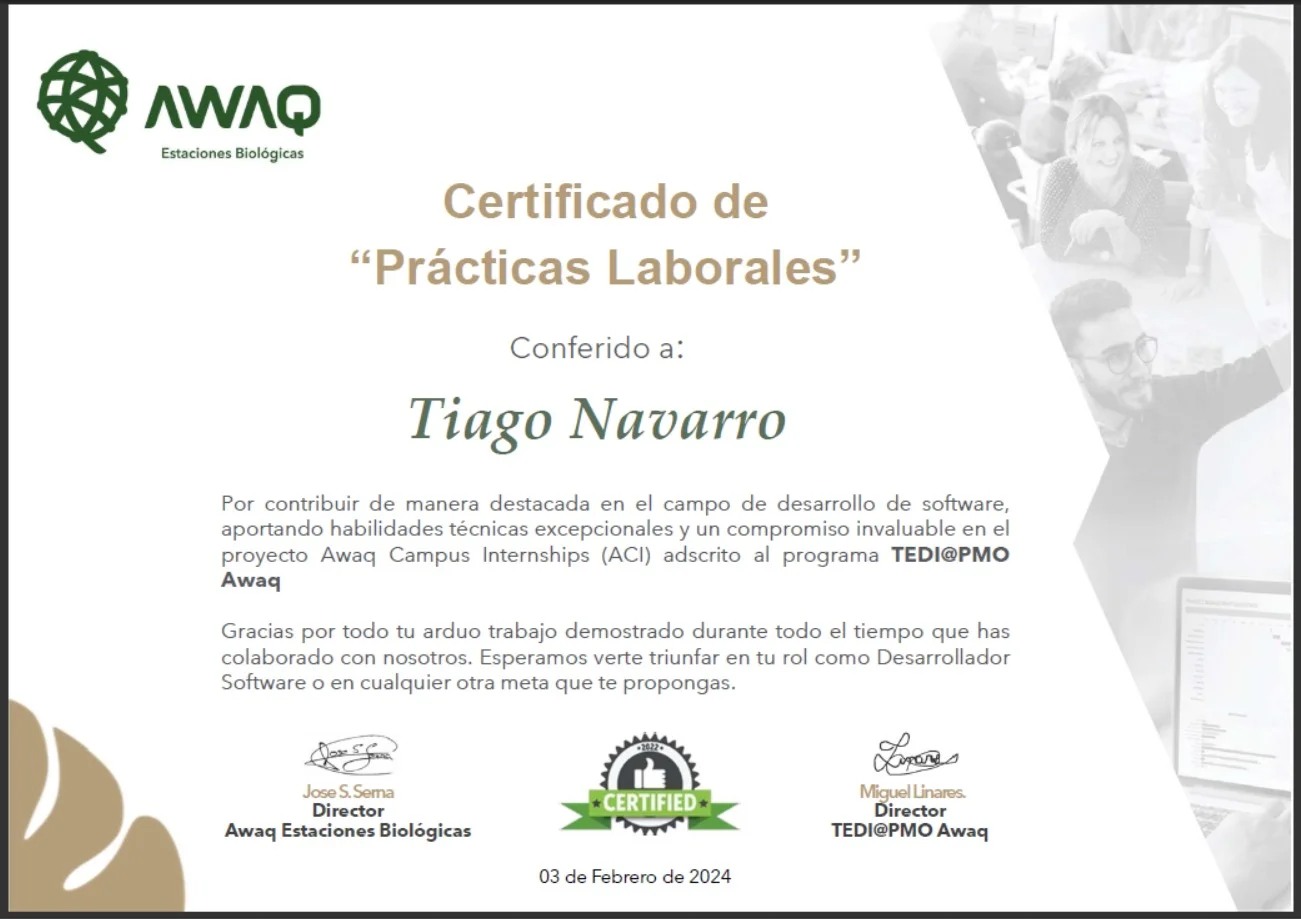 AWAQ
Estaciones Biológicas
Certificado de
“Prácticas Laborales”
Conferido a:
Tiago Navarro
Por contribuir de manera destacada en el campo de desarrollo de software,
aportando habilidades técnicas excepcionales y un compromiso invaluable en el
proyecto Awaq Campus Internships (ACI) adscrito al programa TEDI@PMO
Awaq
Gracias por todo tu arduo trabajo demostrado durante todo el tiempo que has
colaborado con nosotros. Esperamos verte triunfar en tu rol como Desarrollador
Software o en cualquier otra meta que te propongas.
Jose S. Serna
Director
Awaq Estaciones Biológicas
2022
CERTIFIED
Linares
Miguel Linares.
Director
TEDI@PMO Awaq
03 de Febrero de 2024